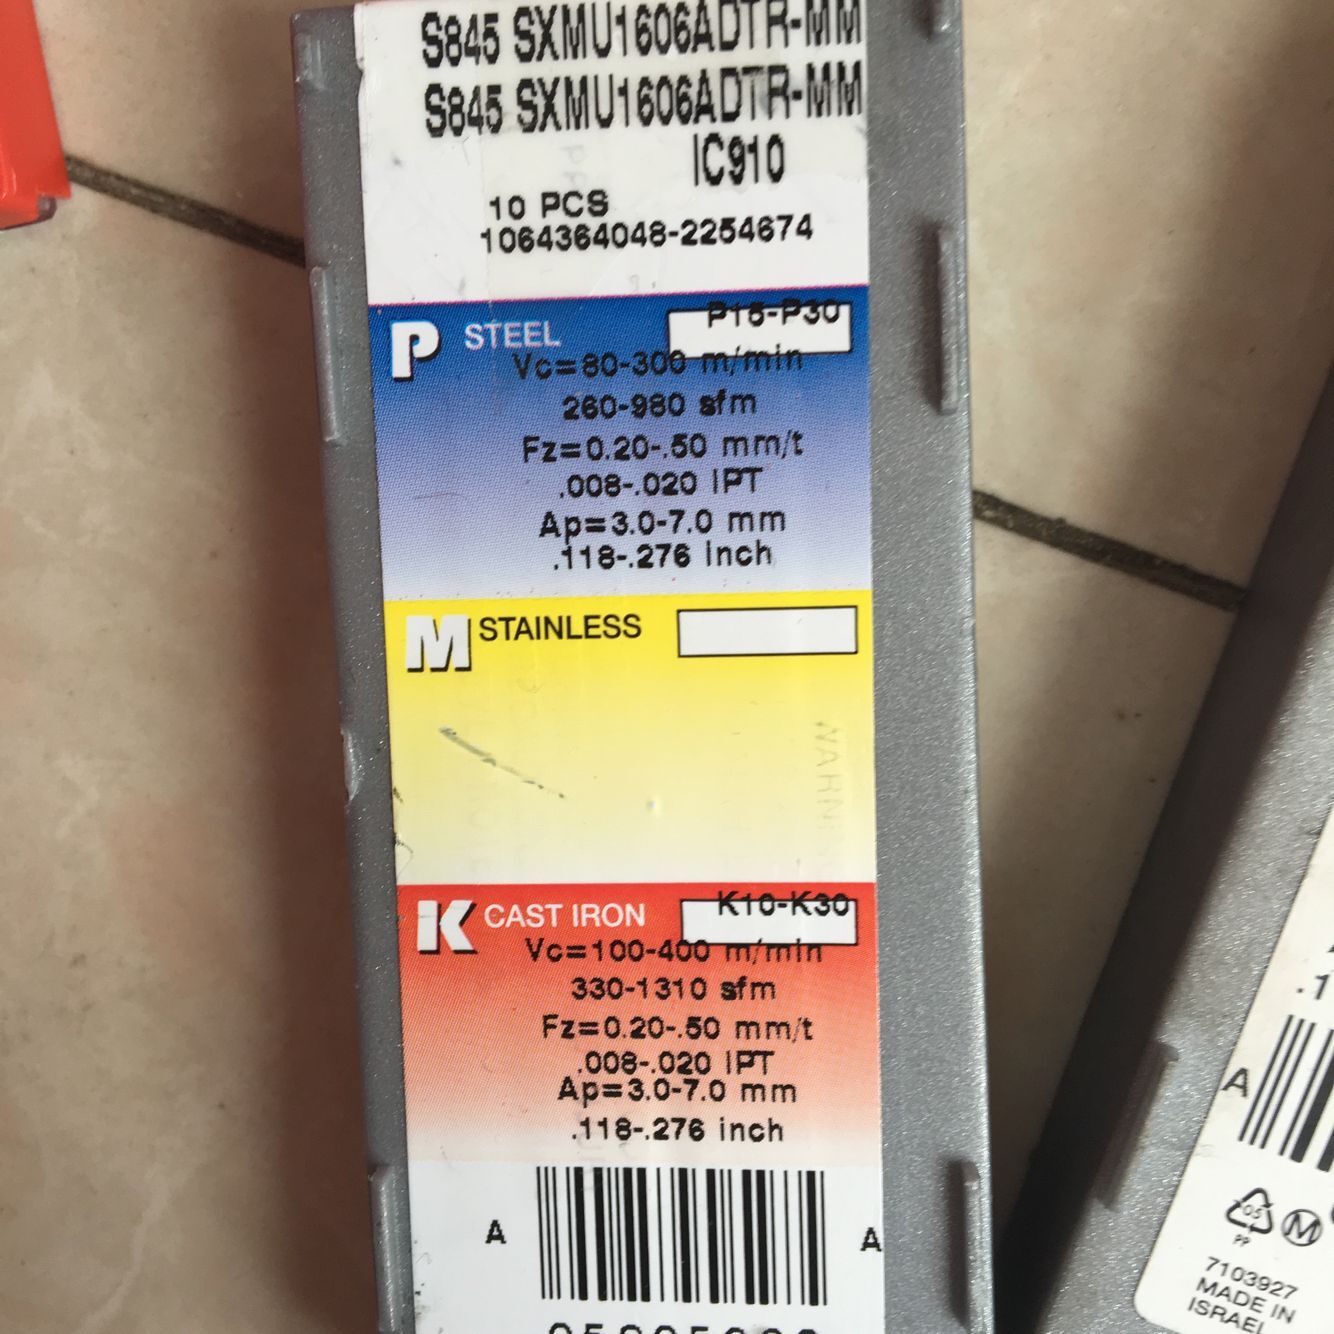 S845 SXMU1606ADTR-MM
S845 SXMU1606ADTR-MM
IC910
10 PCS
1064364048-2254674
P STEEL P15-P30
Vc=80-300 m/min
260-980 sfm
Fz=0.20-.50 mm/t
.008-.020 IPT
Ap=3.0-7.0 mm
.118-.276 inch
M STAINLESS
K CAST IRON K10-K30
Vc=100-400 m/min
330-1310 sfm
Fz=0.20-.50 mm/t
.008-.020 IPT
Ap=3.0-7.0 mm
.118-.276 inch
A A
.1
A
05 M
PP
7103927
MADE IN
ISRAEL